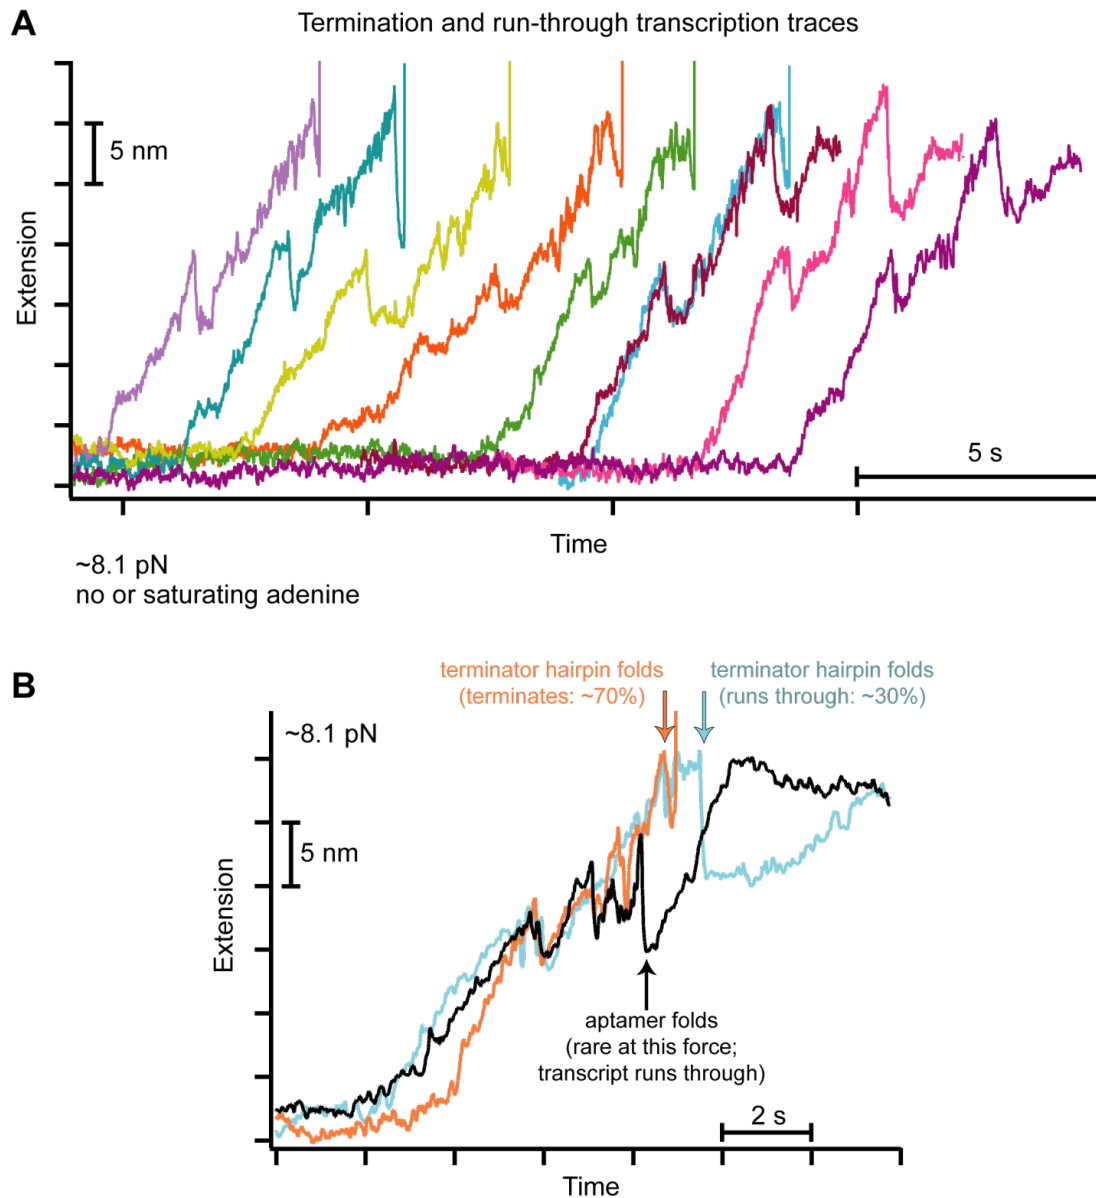 A
Termination and run-through transcription traces
5 nm
Extension
5 s
Time
~8.1 pN
no or saturating adenine
B
terminator hairpin folds
(terminates: ~70%)
terminator hairpin folds
(runs through: ~30%)
~8.1 pN
5 nm
Extension
aptamer folds
(rare at this force;
transcript runs through)
2 s
Time